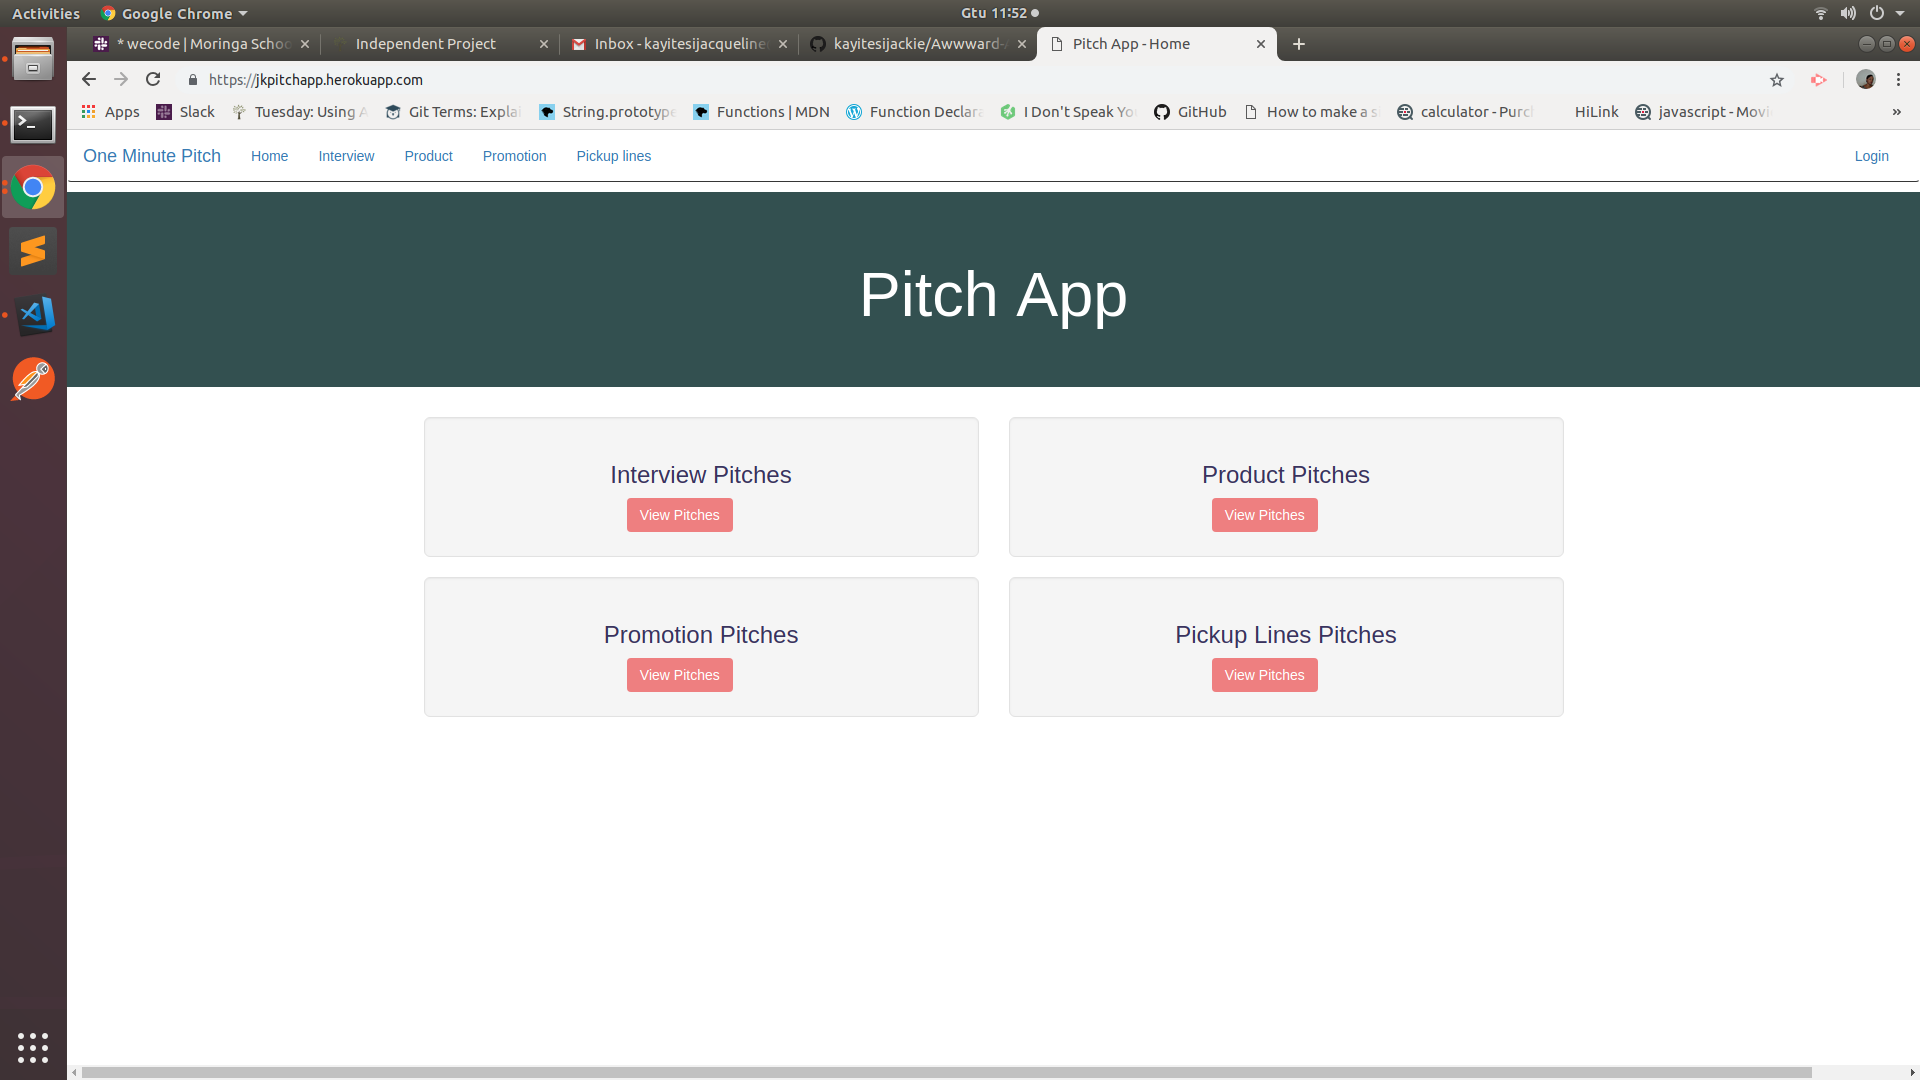 Activities Google Chrome Gtu 11:52
* wecode | Moringa Schoo Independent Project Inbox - kayitesijacqueline kayitesijackie/Awwward- Pitch App - Home
https://jkpitchapp.herokuapp.com
Apps Slack Tuesday: Using A Git Terms: Explai String.prototype Functions | MDN Function Declara I Don't Speak Yo GitHub How to make a s calculator - Purch HiLink javascript - Movi »
One Minute Pitch Home Interview Product Promotion Pickup lines Login
Pitch App
Interview Pitches Product Pitches
View Pitches View Pitches
Promotion Pitches Pickup Lines Pitches
View Pitches View Pitches